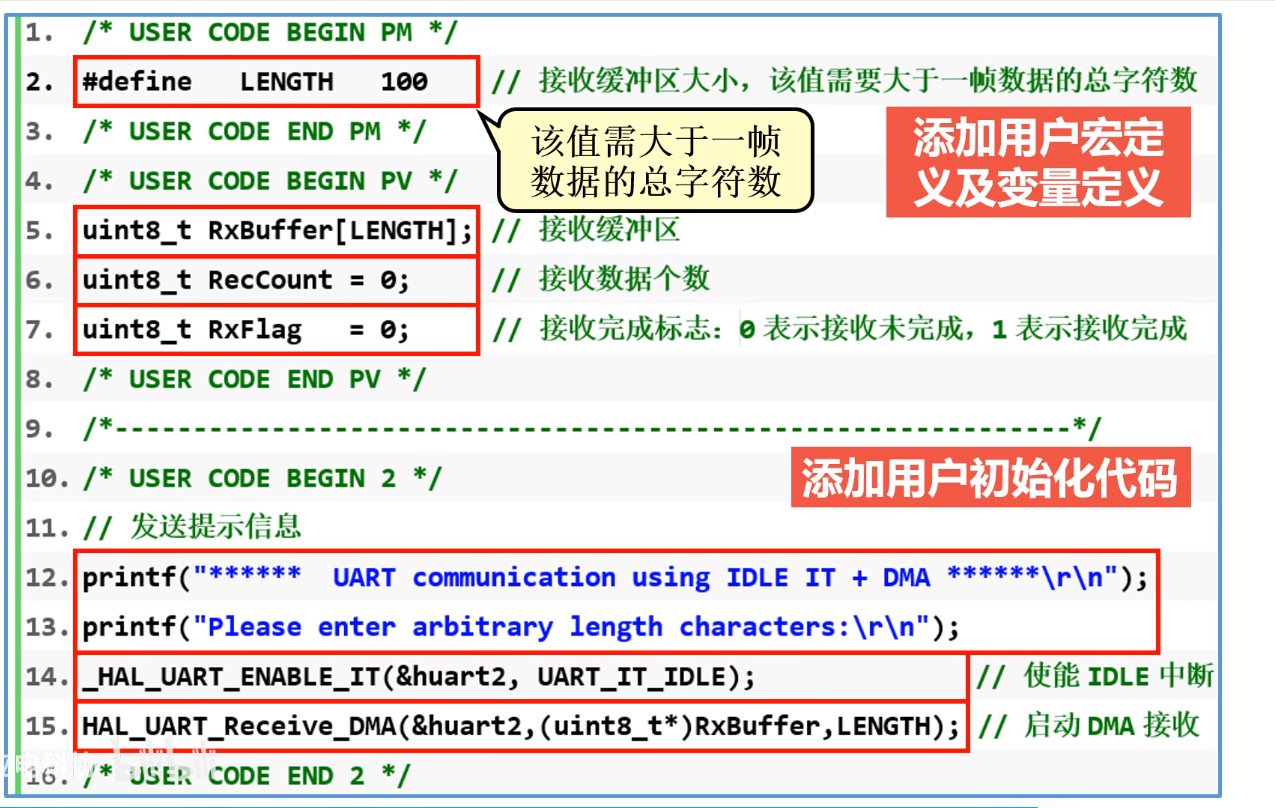 1. /* USER CODE BEGIN PM */
2. #define LENGTH 100 // 接收缓冲区大小，该值需要大于一帧数据的总字符数
3. /* USER CODE END PM */
该值需大于一帧
数据的总字符数
添加用户宏定
义及变量定义
4. /* USER CODE BEGIN PV */
5. uint8_t RxBuffer[LENGTH]; // 接收缓冲区
6. uint8_t RecCount = 0; // 接收数据个数
7. uint8_t RxFlag = 0; // 接收完成标志：0 表示接收未完成，1 表示接收完成
8. /* USER CODE END PV */
9. /*-------------------------------------------------------------*/
10. /* USER CODE BEGIN 2 */
添加用户初始化代码
11. // 发送提示信息
12. printf("****** UART communication using IDLE IT + DMA ******\r\n");
13. printf("Please enter arbitrary length characters:\r\n");
14. _HAL_UART_ENABLE_IT(&huart2, UART_IT_IDLE); // 使能 IDLE 中断
15. HAL_UART_Receive_DMA(&huart2,(uint8_t*)RxBuffer,LENGTH); // 启动 DMA 接收
16. /* USER CODE END 2 */